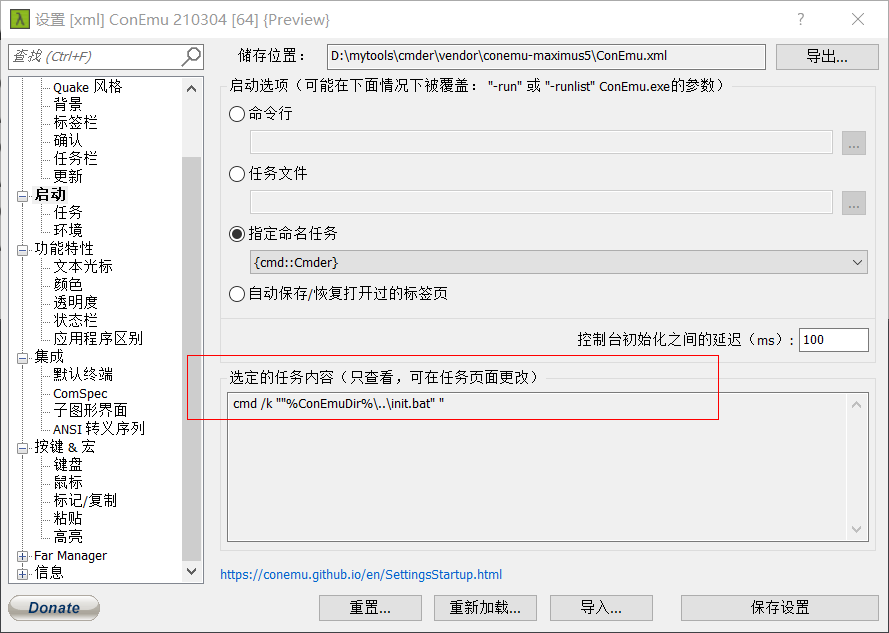 设置 [xml] ConEmu 210304 [64] {Preview}
查找 (Ctrl+F)
储存位置：
D:\mytools\cmder\vendor\conemu-maximus5\ConEmu.xml
导出...
Quake 风格
背景
标签栏
确认
任务栏
更新
启动
任务
环境
功能特性
文本光标
颜色
透明度
状态栏
应用程序区别
集成
默认终端
ComSpec
子图形界面
ANSI 转义序列
按键 & 宏
键盘
鼠标
标记/复制
粘贴
高亮
Far Manager
信息
启动选项（可能在下面情况下被覆盖： "-run" 或 "-runlist" ConEmu.exe的参数）
命令行
...
任务文件
...
指定命名任务
{cmd::Cmder}
自动保存/恢复打开过的标签页
控制台初始化之间的延迟（ms）:
100
选定的任务内容（只查看，可在任务页面更改）
cmd /k ""%ConEmuDir%\..\init.bat" "
https://conemu.github.io/en/SettingsStartup.html
Donate
重置...
重新加载...
导入...
保存设置